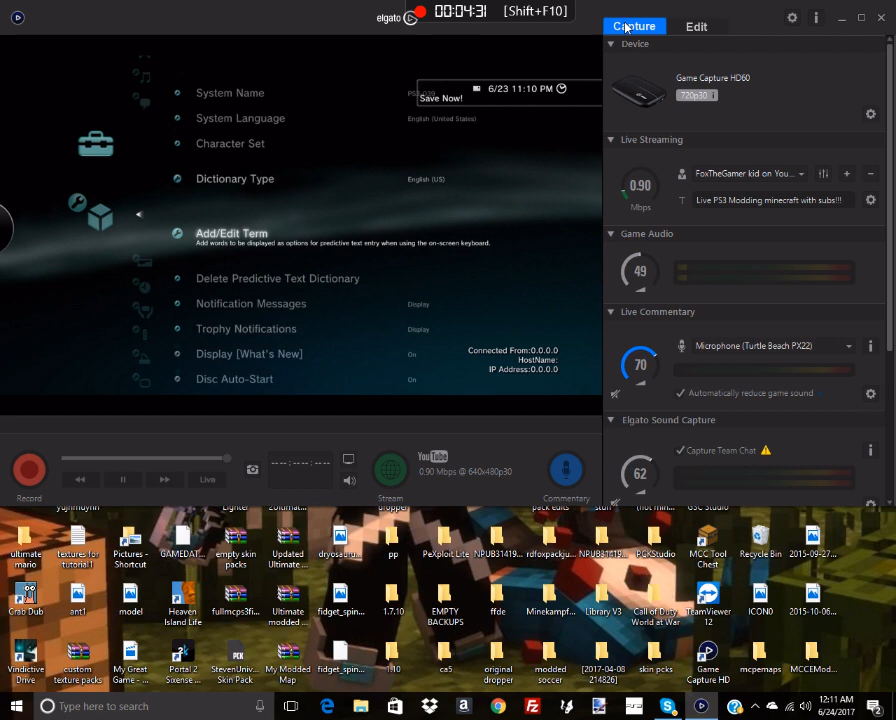 elgato
00:04:31 [Shift+F10]
Capture
Edit
System Name
6/23 11:10 PM
Save Now!
System Language
English (United States)
Character Set
Dictionary Type
English (US)
Add/Edit Term
Add words to be displayed as options for predictive text entry when using the on-screen keyboard.
Delete Predictive Text Dictionary
Notification Messages
Display
Trophy Notifications
Display
Display [What's New]
On
Disc Auto-Start
On
Connected From:0.0.0.0
HostName:
IP Address:0.0.0.0
Device
Game Capture HD60
720p30
Live Streaming
0.90
Mbps
FoxTheGamer kid on You...
Live PS3 Modding minecraft with subs!!!
Game Audio
49
Live Commentary
70
Microphone (Turtle Beach PX22)
Automatically reduce game sound
Elgato Sound Capture
62
Capture Team Chat
Record
Live
--:--:--
Stream
YouTube
0.90 Mbps @ 640x480p30
Commentary
ultimate mario
textures for tutorial1
Pictures - Shortcut
GAMEDAT...
empty skin packs
Updated Ultimate ...
dryosauru...
pp
PeXploit Lite
NPUB31419...
rdfoxpackju...
NPUB31419...
PCKStudio
MCC Tool Chest
Recycle Bin
2015-09-27...
Crab Dub
ant1
model
Heaven Island Life
fullmcps3fi...
Ultimate modded ...
fidget_spin...
1.7.10
EMPTY BACKUPS
ffde
Minekampf...
Library V3
Call of Duty World at War
TeamViewer 12
ICON0
2015-10-06...
Vindictive Drive
custom texture packs
My Great Game - ...
Portal 2 Sixense ...
PCK
StevenUniv... Skin Pack
My Modded Map
fidget_spin...
1.10
ca5
original dropper
modded soccer
[2017-04-08 214826]
skin pcks
Game Capture HD
mcpemaps
MCCEMod...
Type here to search
12:11 AM
6/24/2017